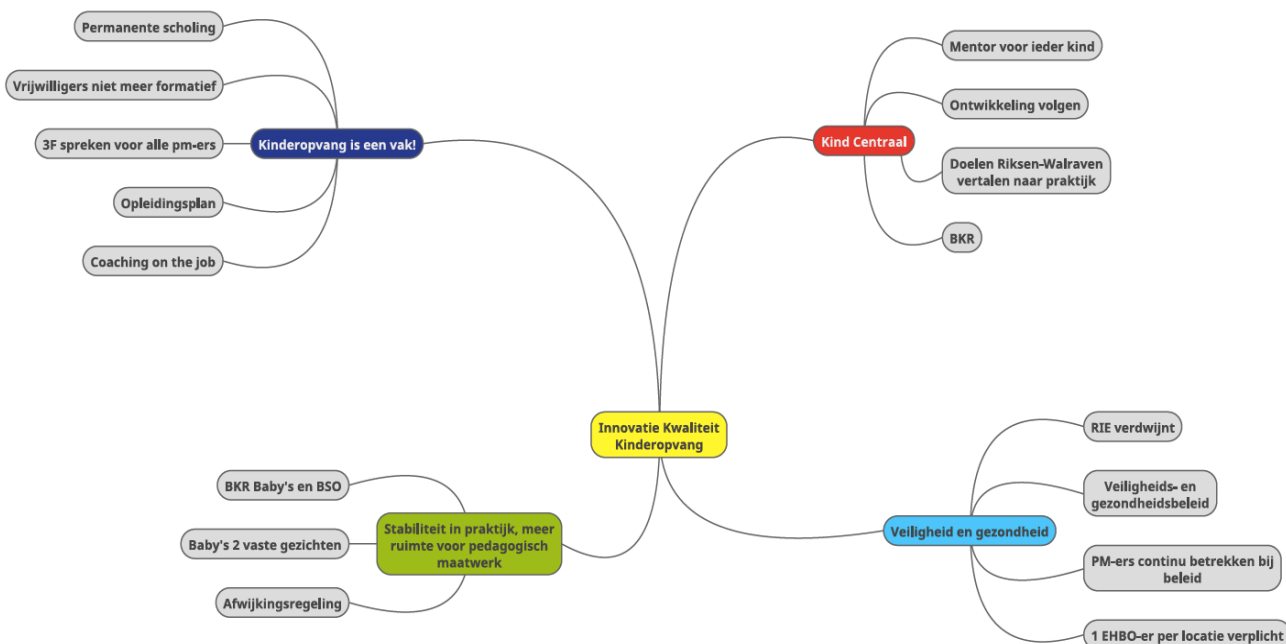 Permanente scholing
Vrijwilligers niet meer formatief
3F spreken voor alle pm-ers
Opleidingsplan
Coaching on the job
Kinderopvang is een vak!
Kind Centraal
Mentor voor ieder kind
Ontwikkeling volgen
Doelen Riksen-Walraven
vertalen naar praktijk
BKR
Innovatie Kwaliteit
Kinderopvang
BKR Baby's en BSO
Baby's 2 vaste gezichten
Afwijkingsregeling
Stabiliteit in praktijk, meer
ruimte voor pedagogisch
maatwerk
Veiligheid en gezondheid
RIE verdwijnt
Veiligheids- en
gezondheidsbeleid
PM-ers continu betrekken bij
beleid
1 EHBO-er per locatie verplicht